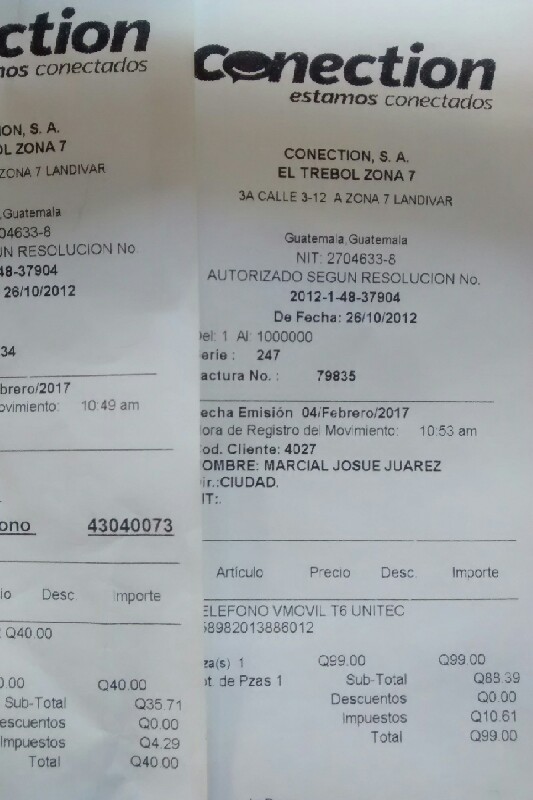 ction
mos conectados
ION, S. A.
OL ZONA 7
ZONA 7 LANDIVAR
, Guatemala
04633-8
UN RESOLUCION No.
48-37904
26/10/2012
34
brero/2017
ovimiento: 10:49 am
ono 43040073
io Desc Importe
Q40.00
0.00 Q40.00
Sub-Total Q35.71
escuentos Q0.00
Impuestos Q4.29
Total Q40.00
Conection
estamos conectados
CONECTION, S. A.
EL TREBOL ZONA 7
3A CALLE 3-12 A ZONA 7 LANDIVAR
Guatemala, Guatemala
NIT: 2704633-8
AUTORIZADO SEGUN RESOLUCION No.
2012-1-48-37904
De Fecha: 26/10/2012
Del: 1 Al: 1000000
erie : 247
actura No. : 79835
echa Emisión 04/Febrero/2017
lora de Registro del Movimiento: 10:53 am
od. Cliente: 4027
OMBRE: MARCIAL JOSUE JUAREZ
ir.:CIUDAD.
IT:.
Artículo Precio Desc. Importe
ELEFONO VMOVIL T6 UNITEC
58982013886012
za(s) 1 Q99.00 Q99.00
ot. de Pzas 1 Sub-Total Q88.39
Descuentos Q0.00
Impuestos Q10.61
Total Q99.00